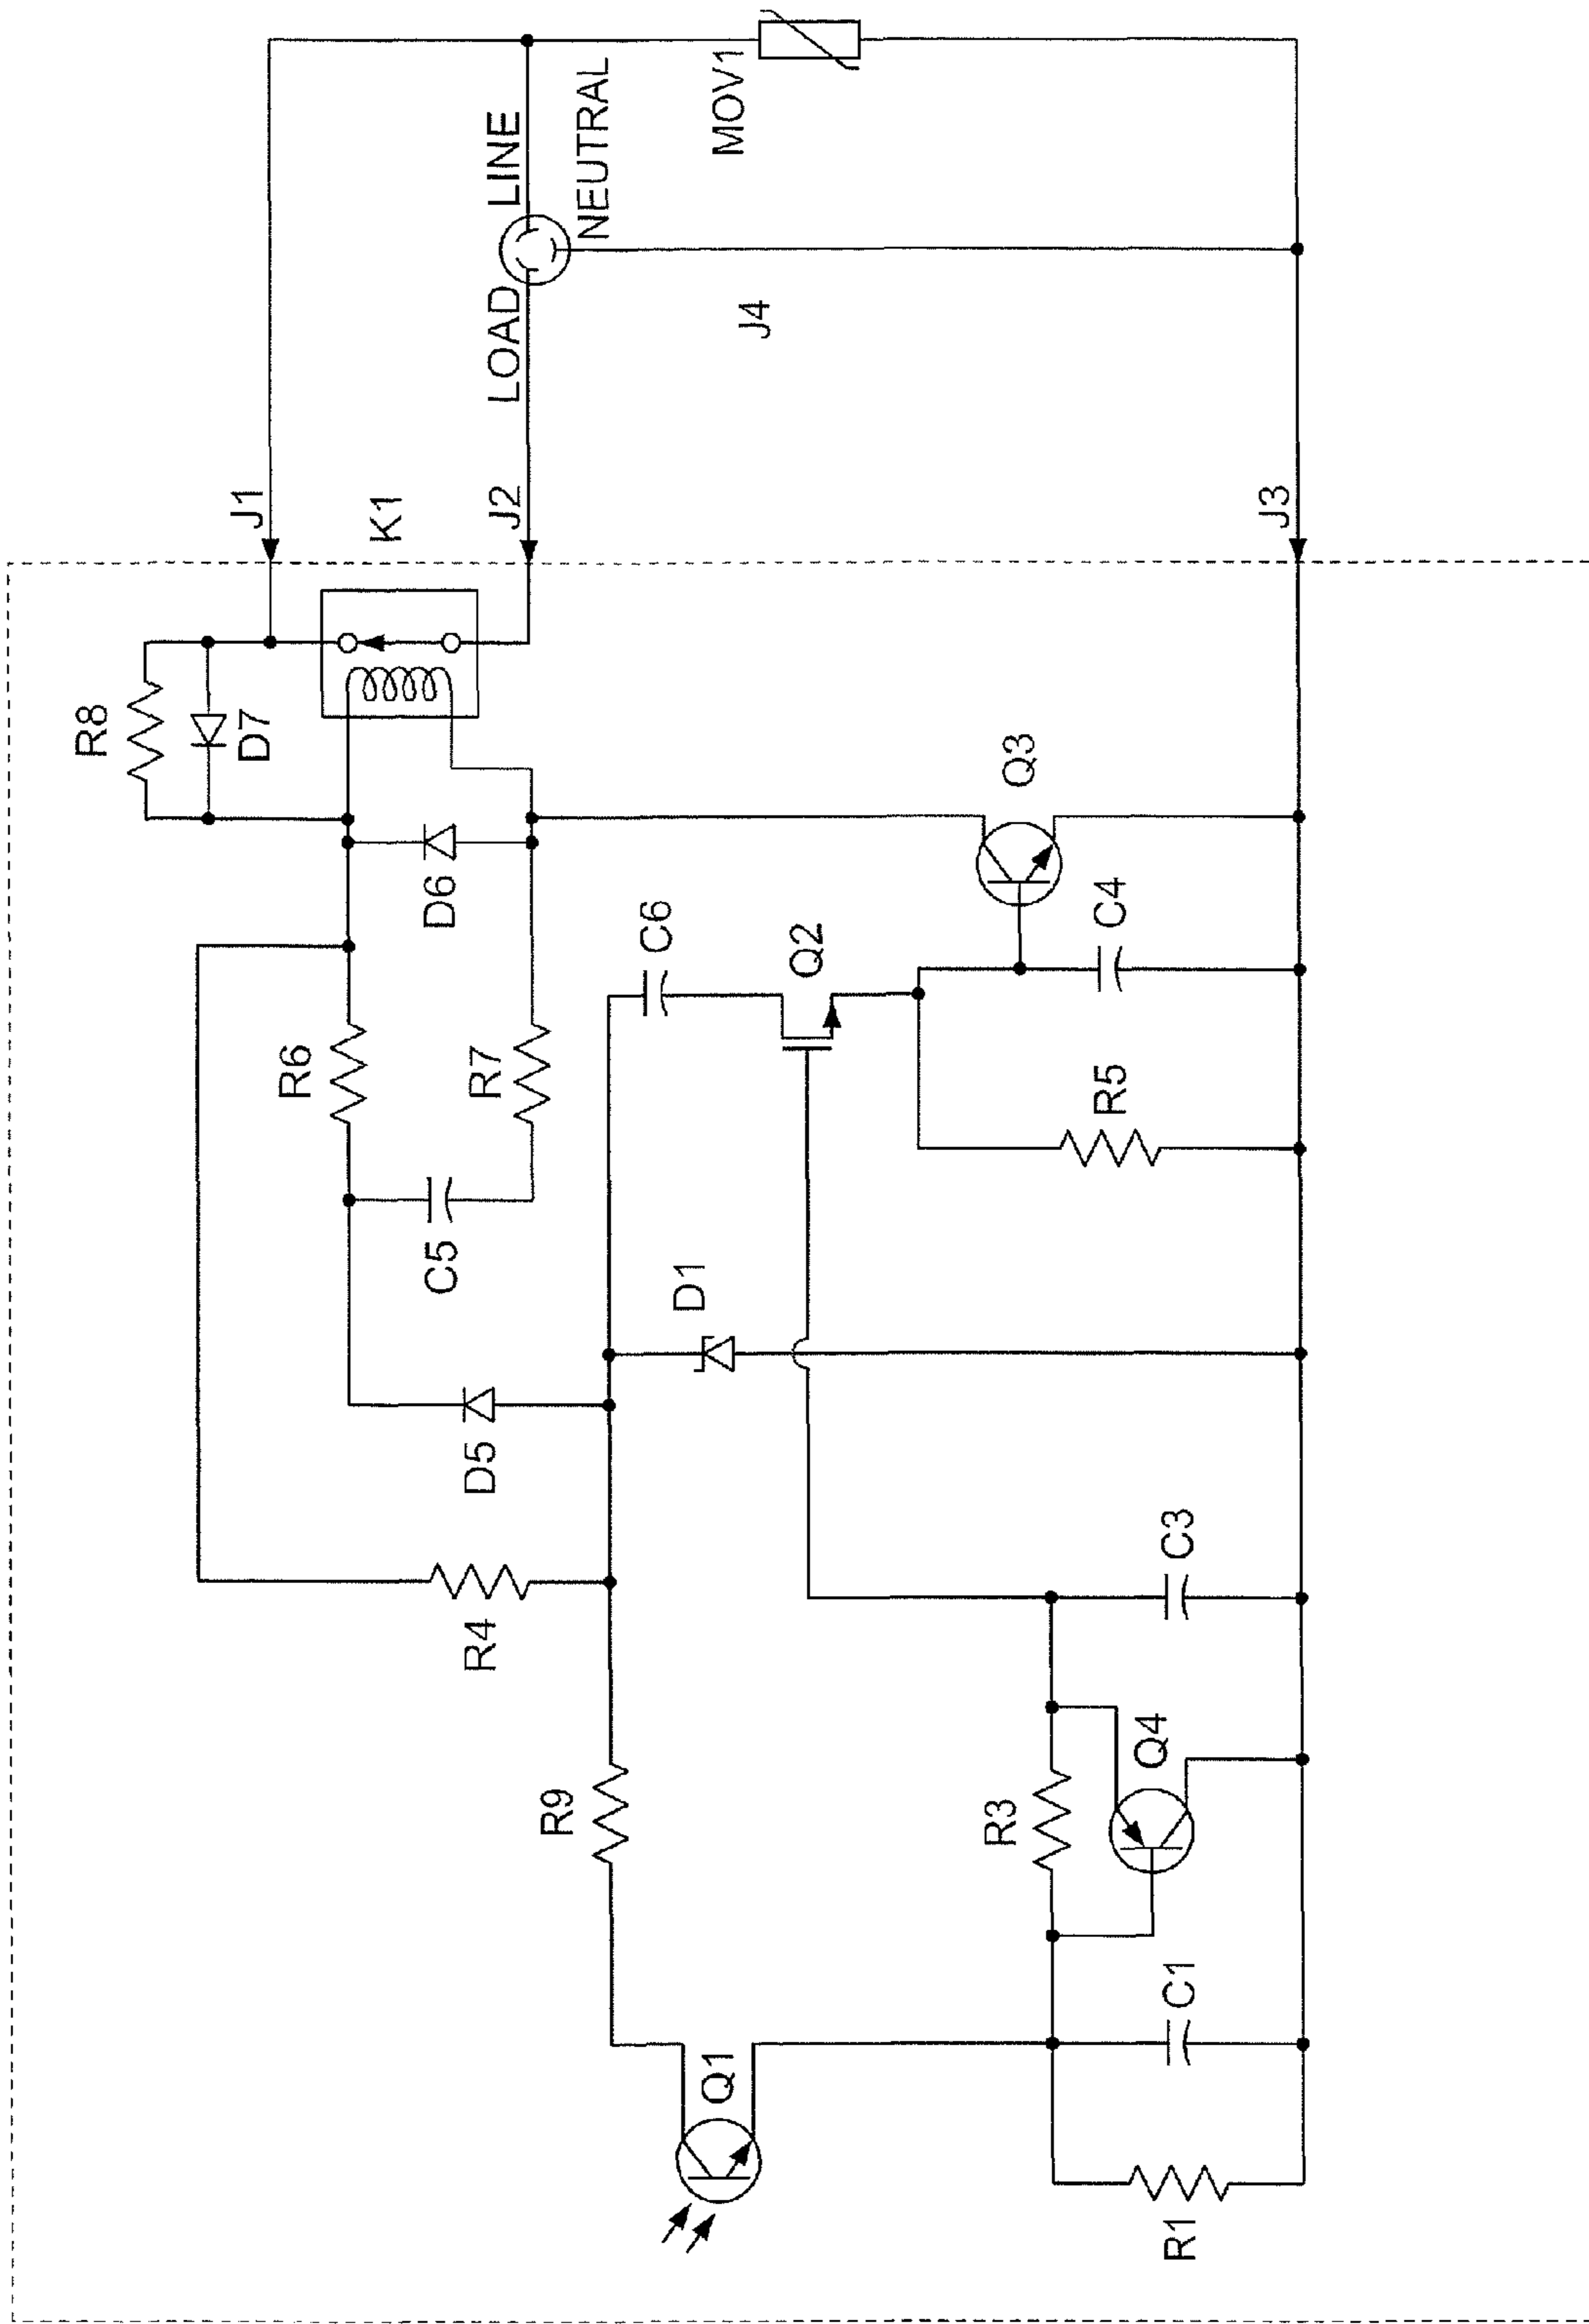 R8
D7
J1
K1
LINE
NEUTRAL
MOV1
LOAD
J2
J4
J3
D6
R6
R7
C5
C6
Q2
Q3
C4
R5
D1
D5
R4
R9
C3
R3
Q4
Q1
C1
R1